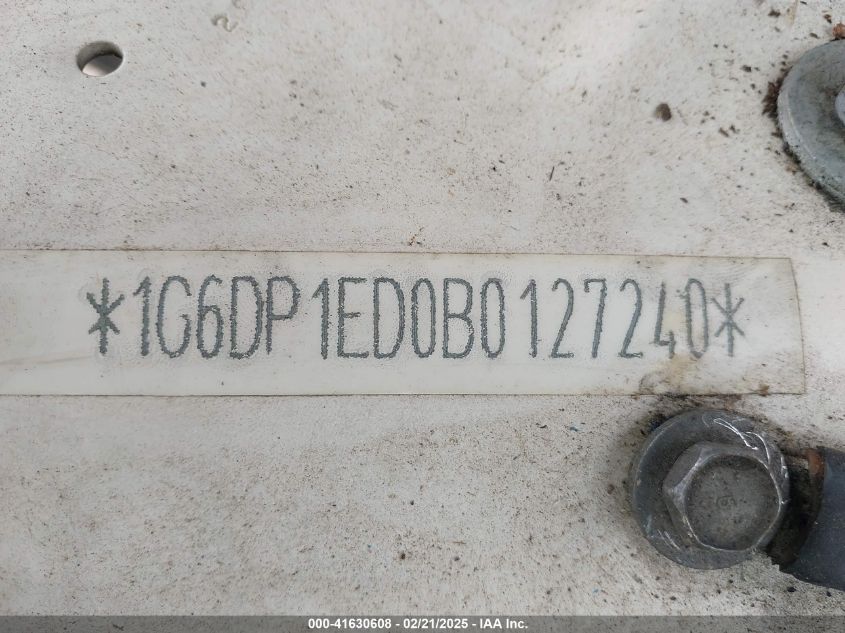 *1G6DP1ED0B0127240*
000-41630608 - 02/21/2025 - IAA Inc.